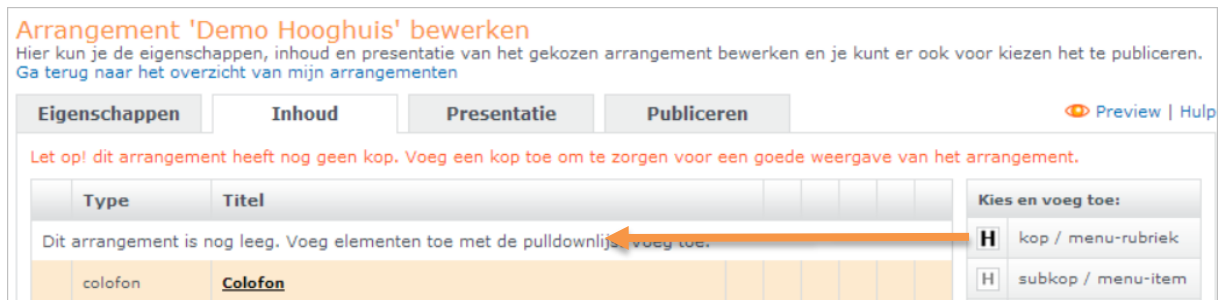 Arrangement 'Demo Hooghuis' bewerken
Hier kun je de eigenschappen, inhoud en presentatie van het gekozen arrangement bewerken en je kunt er ook voor kiezen het te publiceren.
Ga terug naar het overzicht van mijn arrangementen
Eigenschappen Inhoud Presentatie Publiceren Preview | Hulp
Let op! dit arrangement heeft nog geen kop. Voeg een kop toe om te zorgen voor een goede weergave van het arrangement.
Type Titel
Kies en voeg toe:
Dit arrangement is nog leeg. Voeg elementen toe met de toe.
H kop / menu-rubriek
colofon Colofon
H subkop / menu-item